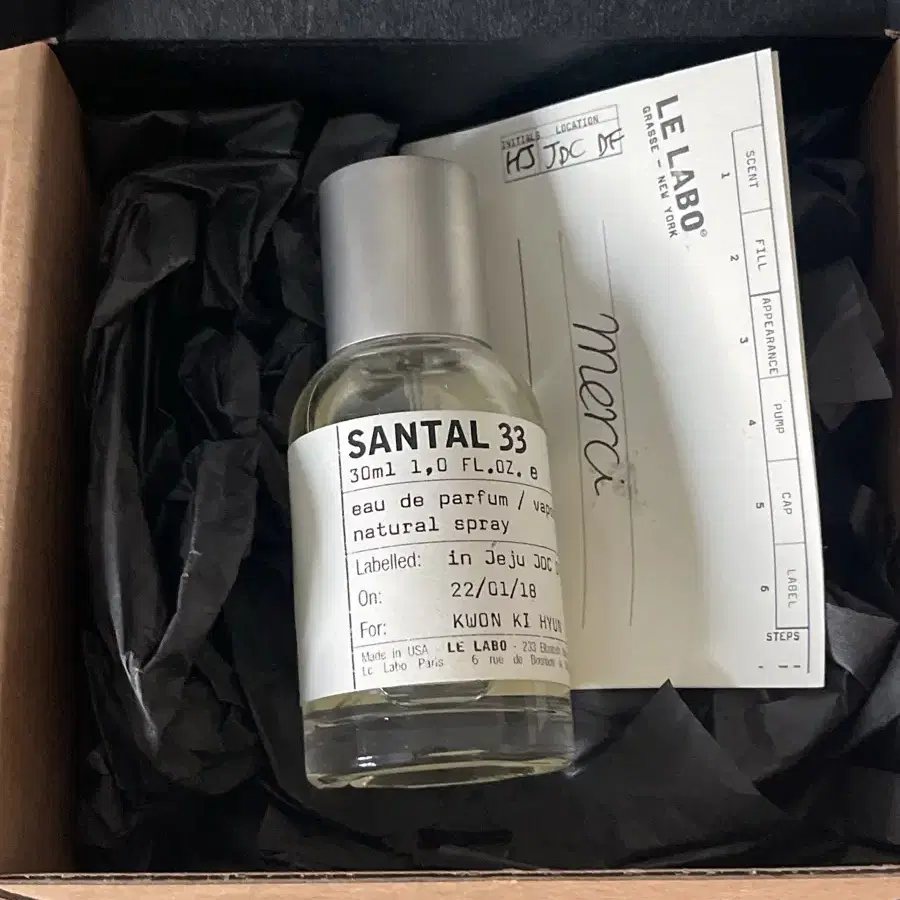 SANTAL 33
30ml 1,0 FL.OZ. e
eau de parfum /
natural spray
Labelled: in Jeju JDC
On: 22/01/18
For: KWON KI HYUN
Made in USA - LE LABO - 233
Le Labo Paris 6 rue de
INITIALS LOCATION
HJ JDC DF
LE LABO®
GRASSE — NEW YORK
merci
1 SCENT
2 FILL
3 APPEARANCE
4 PUMP
5 CAP
6 LABEL
STEPS